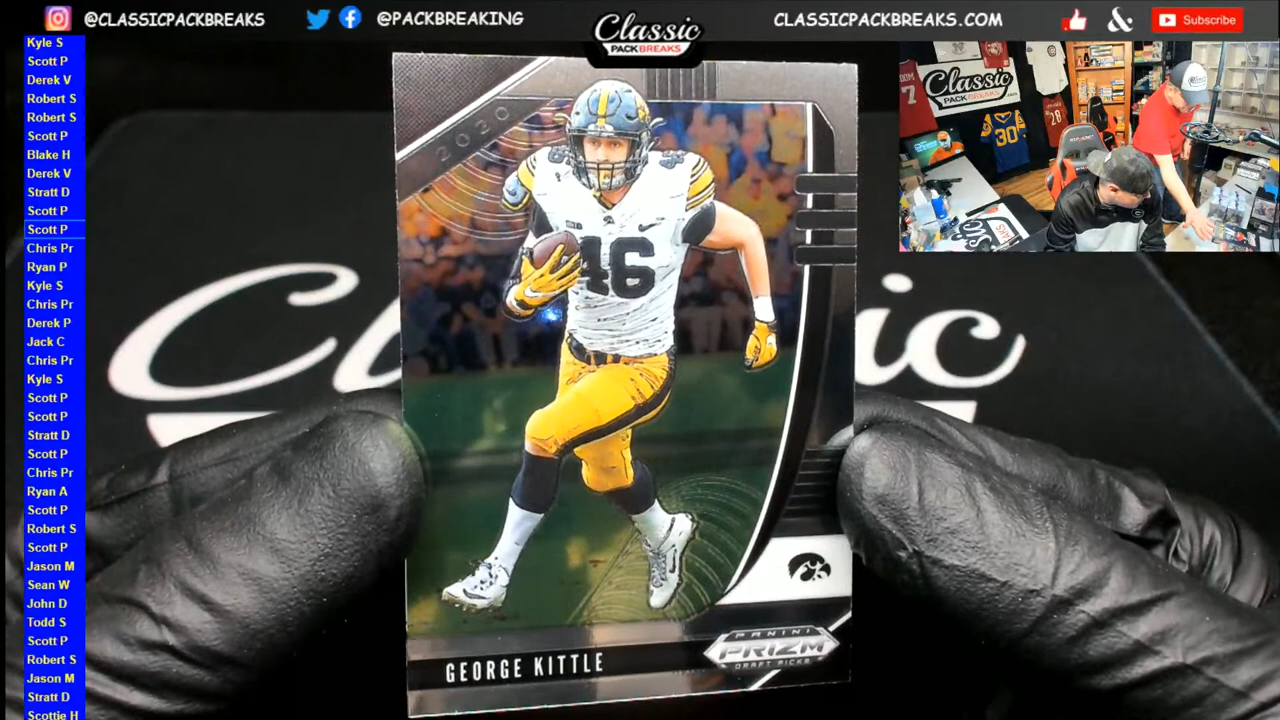 @CLASSICPACKBREAKS
@PACKBREAKING
Classic
PACK BREAKS
CLASSICPACKBREAKS.COM
&
Subscribe
Kyle S
Scott P
Derek V
Robert S
Robert S
Scott P
Blake H
Derek V
Stratt D
Scott P
Scott P
Chris Pr
Ryan P
Kyle S
Chris Pr
Derek P
Jack C
Chris Pr
Kyle S
Scott P
Scott P
Stratt D
Scott P
Chris Pr
Ryan A
Scott P
Robert S
Scott P
Jason M
Sean W
John D
Todd S
Scott P
Robert S
Jason M
Stratt D
Scottie H
2020
46
46
GEORGE KITTLE
PANINI
PRIZM
DRAFT PICKS
Classic
PACK BREAKS
7
30
28